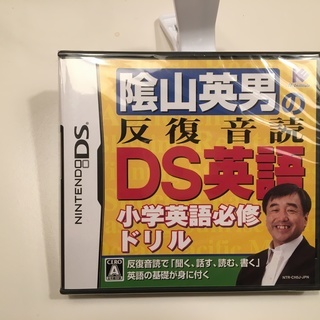 陰山英男の
反復音読
DS英語
小学英語必修
ドリル
反復音読で「聞く、話す、読む、書く」
英語の基礎が身に付く
NINTENDO DS
CERO A